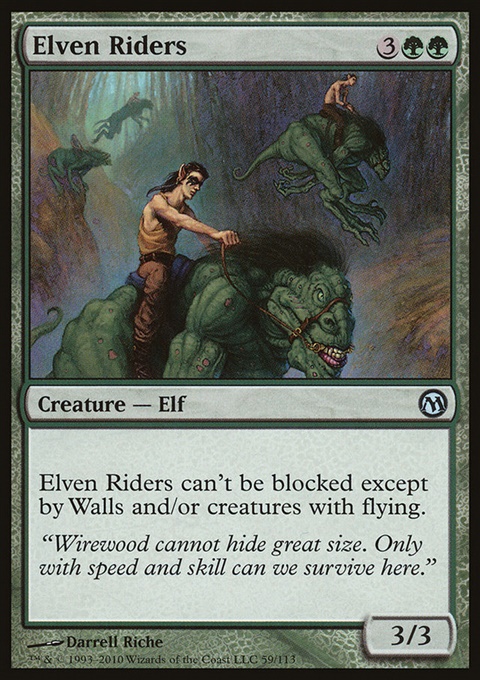 Elven Riders 3
Creature — Elf
Elven Riders can't be blocked except
by Walls and/or creatures with flying.
“Wirewood cannot hide great size. Only
with speed and skill can we survive here.”
Darrell Riche
™ & © 1993–2010 Wizards of the Coast LLC 59/113
3/3